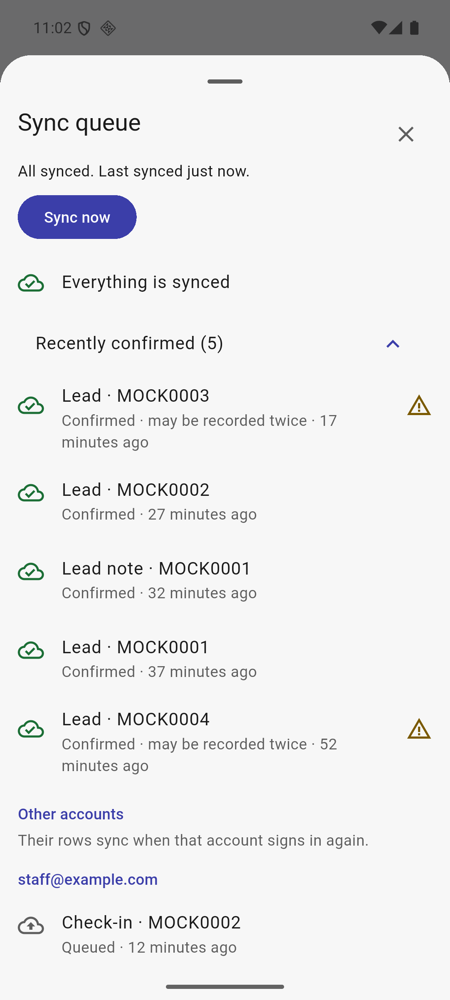 11:02
Sync queue
All synced. Last synced just now.
Sync now
Everything is synced
Recently confirmed (5)
Lead · MOCK0003
Confirmed · may be recorded twice · 17
minutes ago
Lead · MOCK0002
Confirmed · 27 minutes ago
Lead note · MOCK0001
Confirmed · 32 minutes ago
Lead · MOCK0001
Confirmed · 37 minutes ago
Lead · MOCK0004
Confirmed · may be recorded twice · 52
minutes ago
Other accounts
Their rows sync when that account signs in again.
staff@example.com
Check-in · MOCK0002
Queued · 12 minutes ago